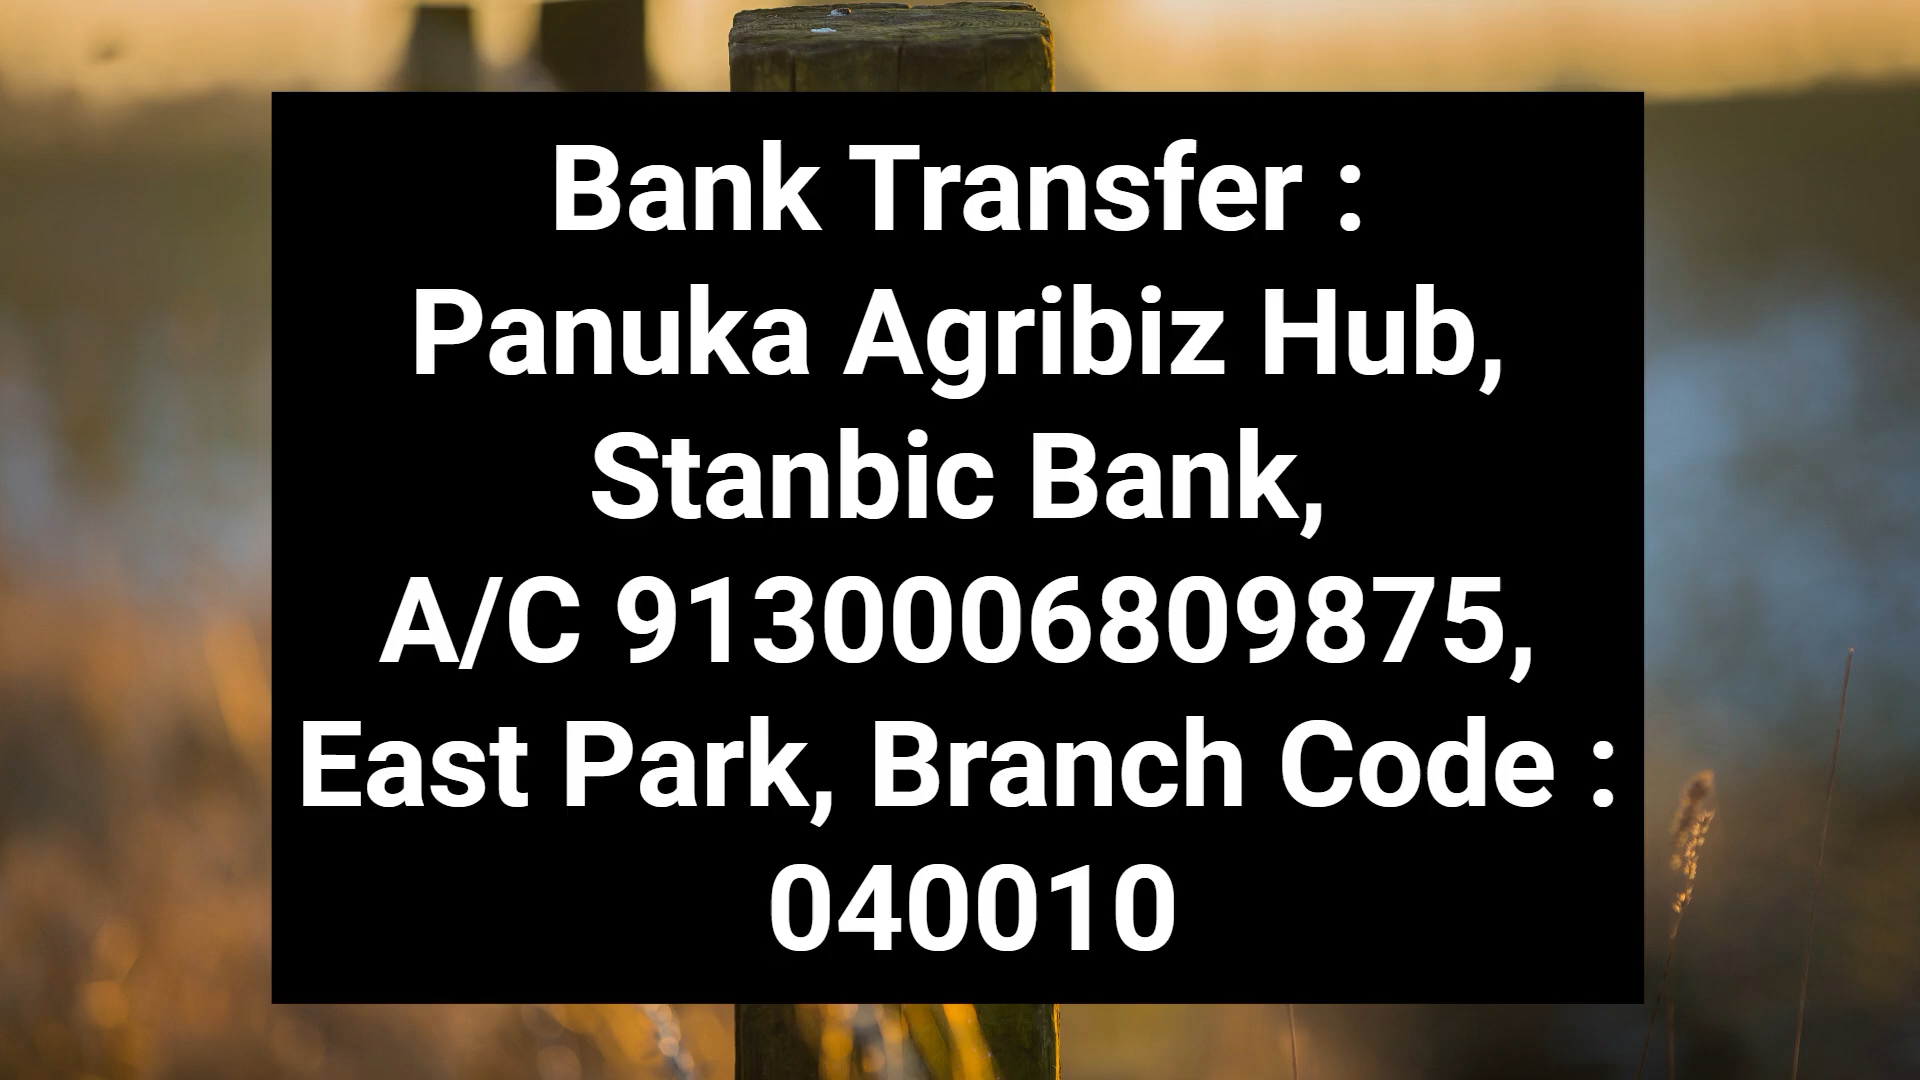 Bank Transfer :
Panuka Agribiz Hub,
Stanbic Bank,
A/C 9130006809875,
East Park, Branch Code :
040010